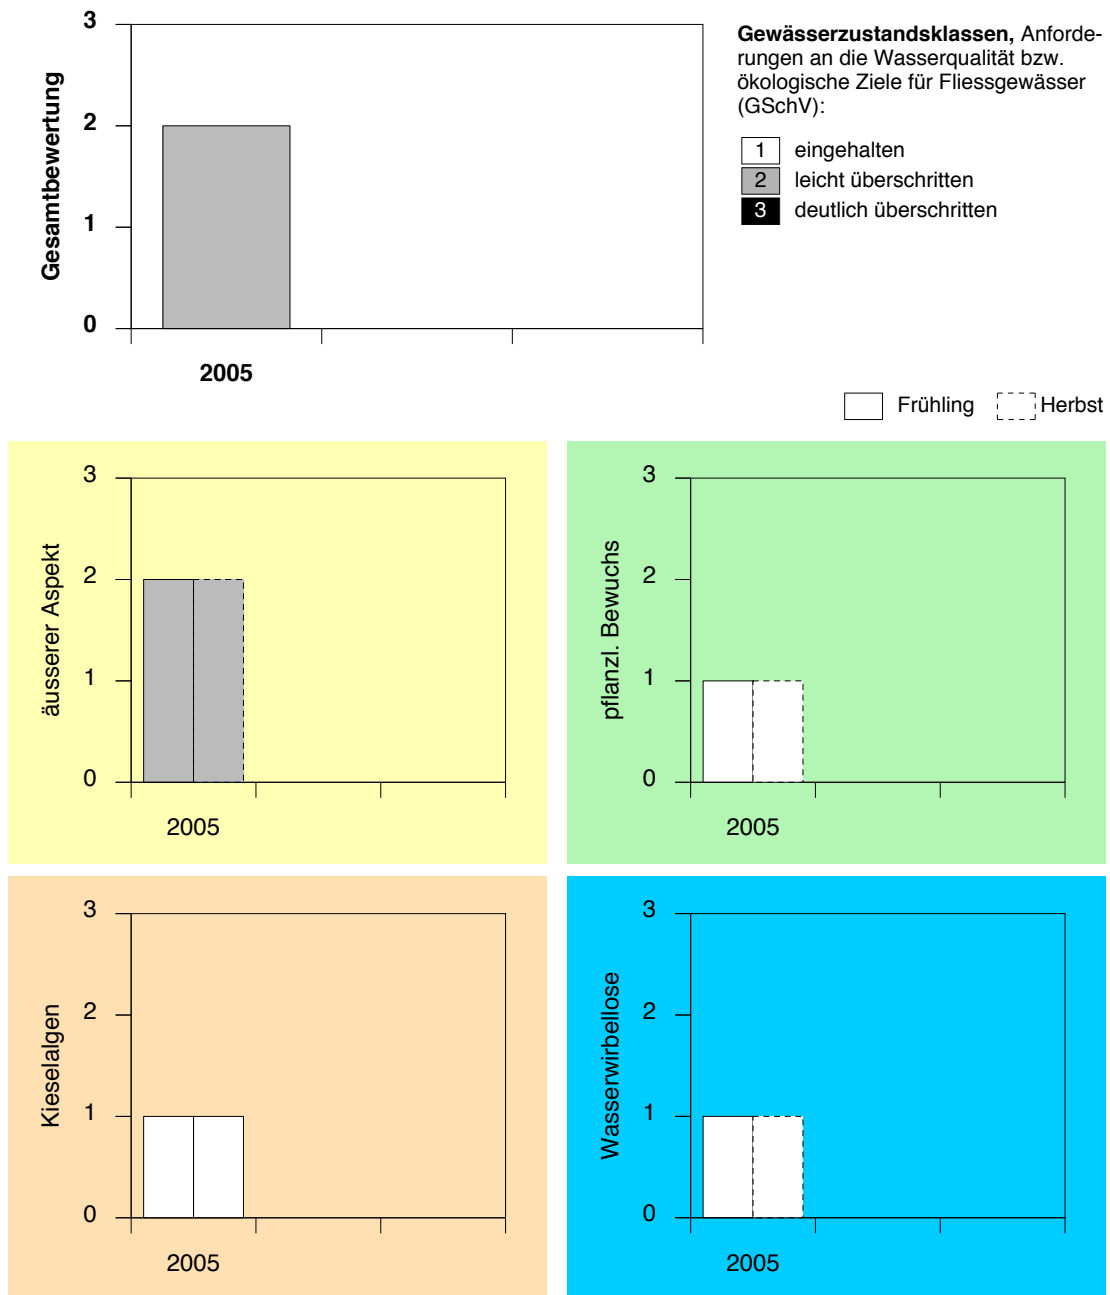 Gesamtbewertung
3
2
1
0
2005
Gewässerzustandsklassen, Anforde-
rungen an die Wasserqualität bzw.
ökologische Ziele für Fliessgewässer
(GSchV):
1 eingehalten
2 leicht überschritten
3 deutlich überschritten
Frühling Herbst
äusserer Aspekt
3
2
1
0
2005
pflanzl. Bewuchs
3
2
1
0
2005
Kieselalgen
3
2
1
0
2005
Wasserwirbellose
3
2
1
0
2005